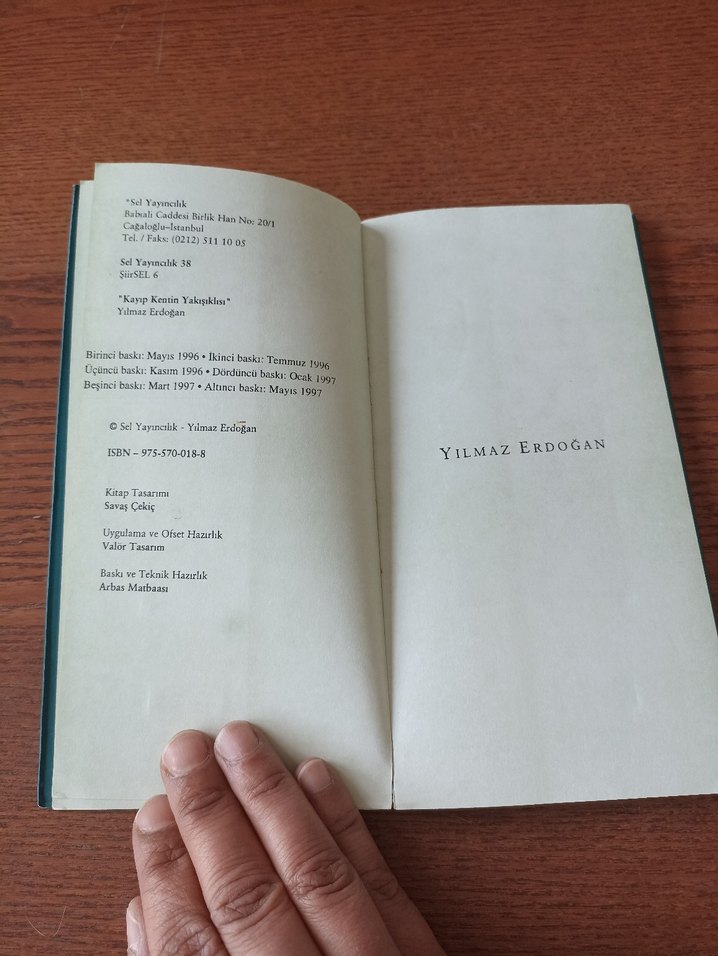 *Sel Yayıncılık
Babıali Caddesi Birlik Han No: 20/1
Cağaloğlu–İstanbul
Tel. / Faks: (0212) 511 10 05
Sel Yayıncılık 38
ŞiirSEL 6
"Kayıp Kentin Yakışıklısı"
Yılmaz Erdoğan
Birinci baskı: Mayıs 1996 • İkinci baskı: Temmuz 1996
Üçüncü baskı: Kasım 1996 • Dördüncü baskı: Ocak 1997
Beşinci baskı: Mart 1997 • Altıncı baskı: Mayıs 1997
© Sel Yayıncılık - Yılmaz Erdoğan
ISBN – 975-570-018-8
Kitap Tasarımı
Savaş Çekiç
Uygulama ve Ofset Hazırlık
Valör Tasarım
Baskı ve Teknik Hazırlık
Arbas Matbaası
YILMAZ ERDOĞAN